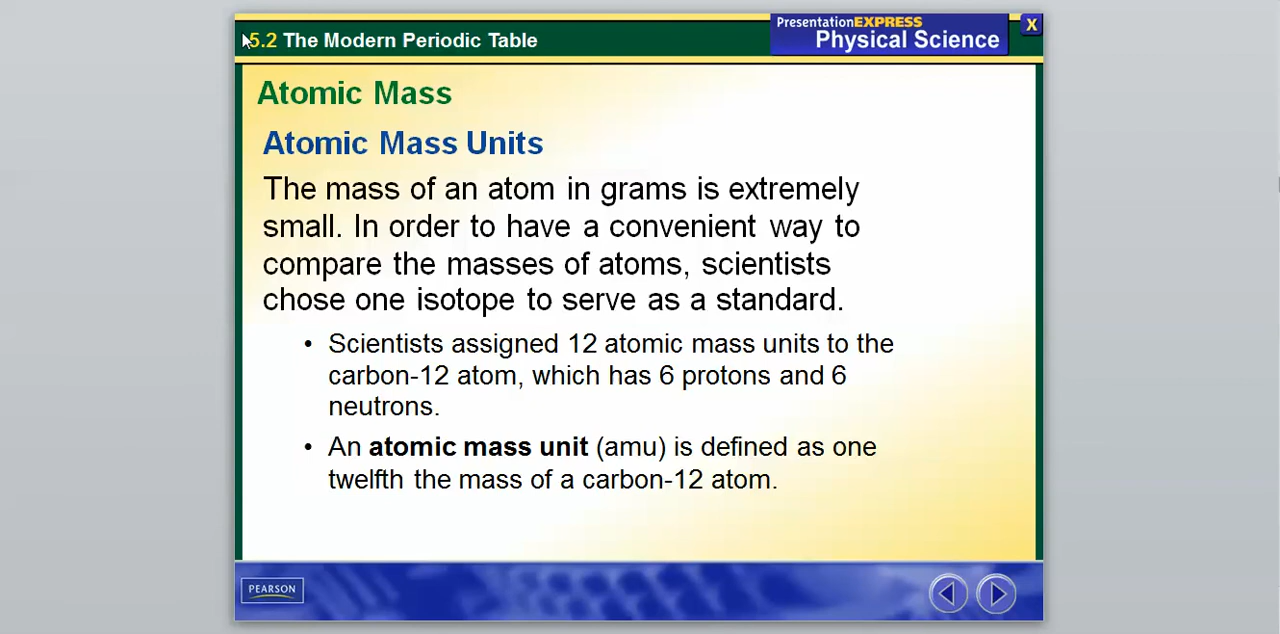 5.2 The Modern Periodic Table
PresentationEXPRESS
Physical Science
X
Atomic Mass
Atomic Mass Units
The mass of an atom in grams is extremely
small. In order to have a convenient way to
compare the masses of atoms, scientists
chose one isotope to serve as a standard.
• Scientists assigned 12 atomic mass units to the
carbon-12 atom, which has 6 protons and 6
neutrons.
• An atomic mass unit (amu) is defined as one
twelfth the mass of a carbon-12 atom.
PEARSON